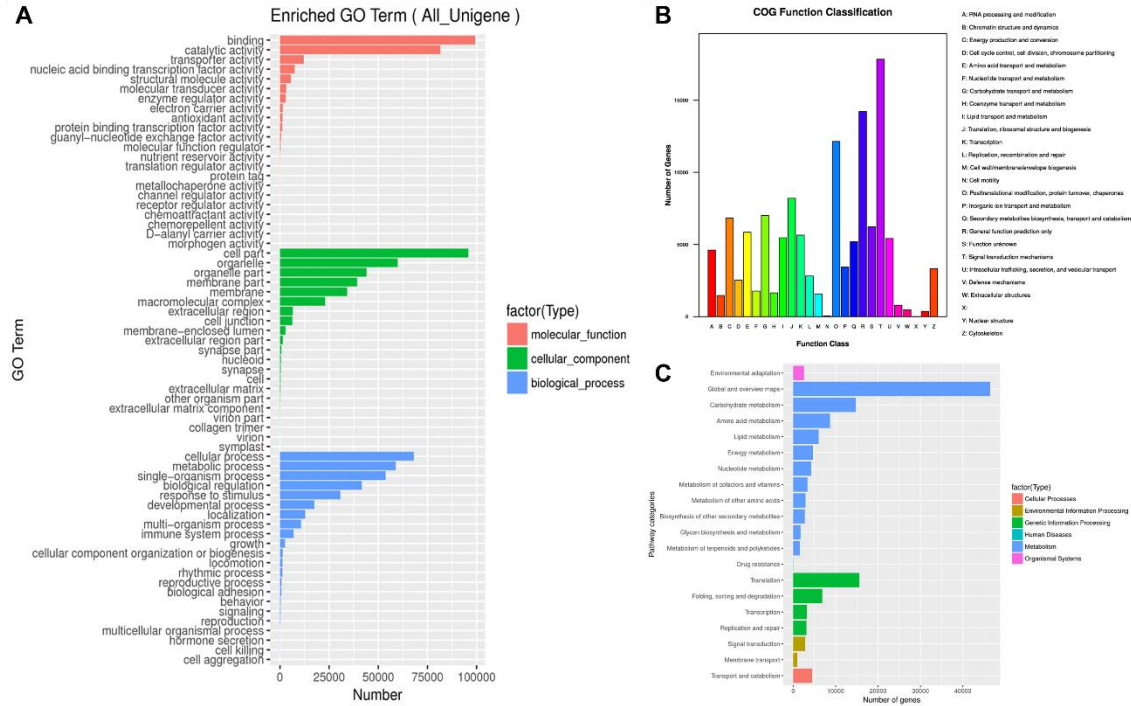 A
Enriched GO Term ( All_Unigene )
GO Term
binding
catalytic activity
transporter activity
nucleic acid binding transcription factor activity
structural molecule activity
molecular transducer activity
enzyme regulator activity
electron carrier activity
antioxidant activity
protein binding transcription factor activity
guanyl-nucleotide exchange factor activity
molecular function regulator
nutrient reservoir activity
translation regulator activity
protein tag
metallochaperone activity
channel regulator activity
receptor regulator activity
chemoattractant activity
chemorepellent activity
D-alanyl carrier activity
morphogen activity
cell part
organelle
organelle part
membrane part
membrane
macromolecular complex
extracellular region
cell junction
membrane-enclosed lumen
extracellular region part
synapse part
nucleoid
synapse
cell
extracellular matrix
other organism part
extracellular matrix component
virion part
collagen trimer
virion
symplast
cellular process
metabolic process
single-organism process
biological regulation
response to stimulus
developmental process
localization
multi-organism process
immune system process
growth
cellular component organization or biogenesis
locomotion
rhythmic process
reproductive process
biological adhesion
behavior
signaling
reproduction
multicellular organismal process
hormone secretion
cell killing
cell aggregation
0 25000 50000 75000 100000
Number
factor(Type)
molecular_function
cellular_component
biological_process
B
COG Function Classification
Number of Genes
15000
10000
5000
0
A B C D E F G H I J K L M N O P Q R S T U V W X Y Z
Function Class
A: RNA processing and modification
B: Chromatin structure and dynamics
C: Energy production and conversion
D: Cell cycle control, cell division, chromosome partitioning
E: Amino acid transport and metabolism
F: Nucleotide transport and metabolism
G: Carbohydrate transport and metabolism
H: Coenzyme transport and metabolism
I: Lipid transport and metabolism
J: Translation, ribosomal structure and biogenesis
K: Transcription
L: Replication, recombination and repair
M: Cell wall/membrane/envelope biogenesis
N: Cell motility
O: Posttranslational modification, protein turnover, chaperones
P: Inorganic ion transport and metabolism
Q: Secondary metabolites biosynthesis, transport and catabolism
R: General function prediction only
S: Function unknown
T: Signal transduction mechanisms
U: Intracellular trafficking, secretion, and vesicular transport
V: Defense mechanisms
W: Extracellular structures
X:
Y: Nuclear structure
Z: Cytoskeleton
C
Pathway categories
Environmental adaptation
Global and overview maps
Carbohydrate metabolism
Amino acid metabolism
Lipid metabolism
Energy metabolism
Nucleotide metabolism
Metabolism of cofactors and vitamins
Metabolism of other amino acids
Biosynthesis of other secondary metabolites
Glycan biosynthesis and metabolism
Metabolism of terpenoids and polyketides
Drug resistance
Translation
Folding, sorting and degradation
Transcription
Replication and repair
Signal transduction
Membrane transport
Transport and catabolism
0 10000 20000 30000 40000
Number of genes
factor(Type)
Cellular Processes
Environmental Information Processing
Genetic Information Processing
Human Diseases
Metabolism
Organismal Systems